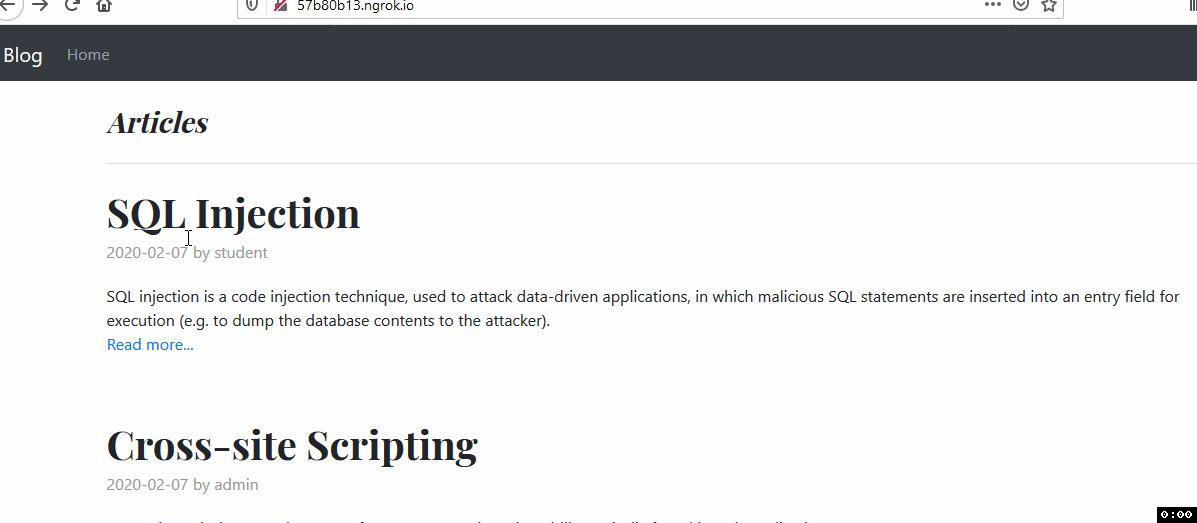 57b80b13.ngrok.io
Blog Home
Articles
SQL Injection
2020-02-07 by student
SQL injection is a code injection technique, used to attack data-driven applications, in which malicious SQL statements are inserted into an entry field for
execution (e.g. to dump the database contents to the attacker).
Read more...
Cross-site Scripting
2020-02-07 by admin
0:00